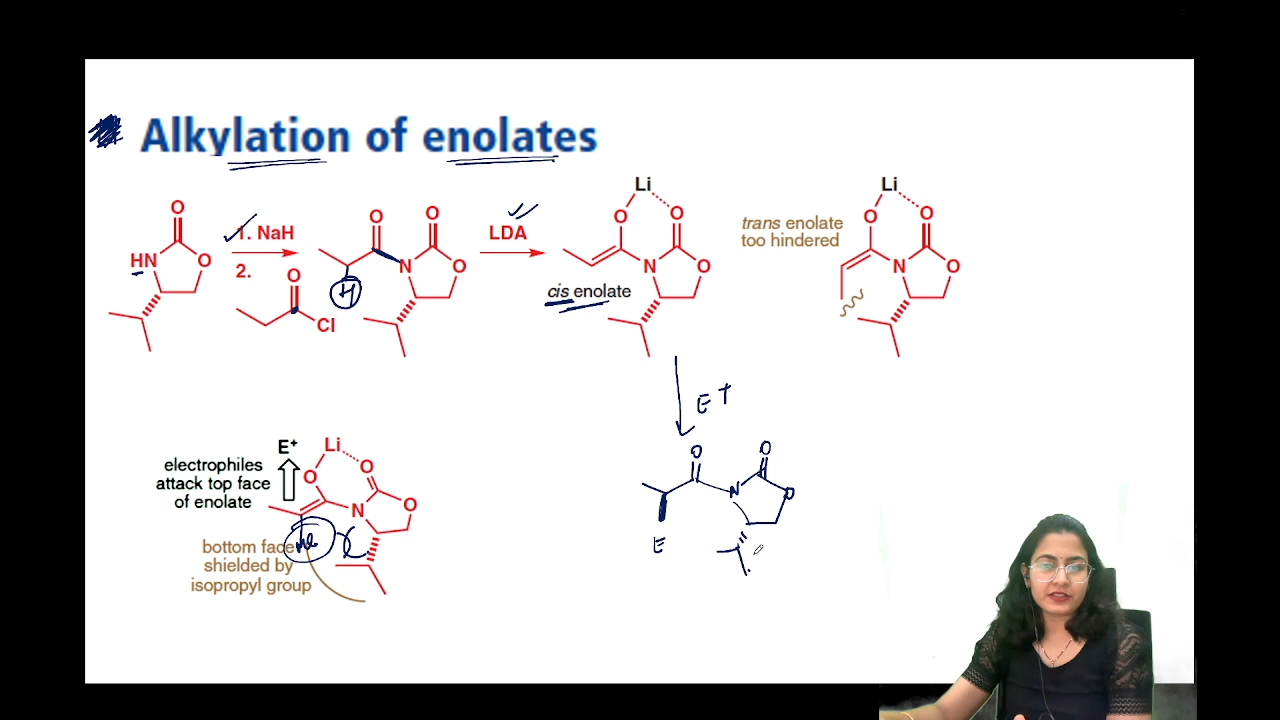 Alkylation of enolates
O
HN
O
1. NaH
2.
O
Cl
O
O
N
O
H
LDA
Li
O
O
N
O
cis enolate
trans enolate
too hindered
Li
O
O
N
O
E+
E+
electrophiles
attack top face
of enolate
Li
O
O
N
O
Me
bottom face
shielded by
isopropyl group
O
O
N
O
E